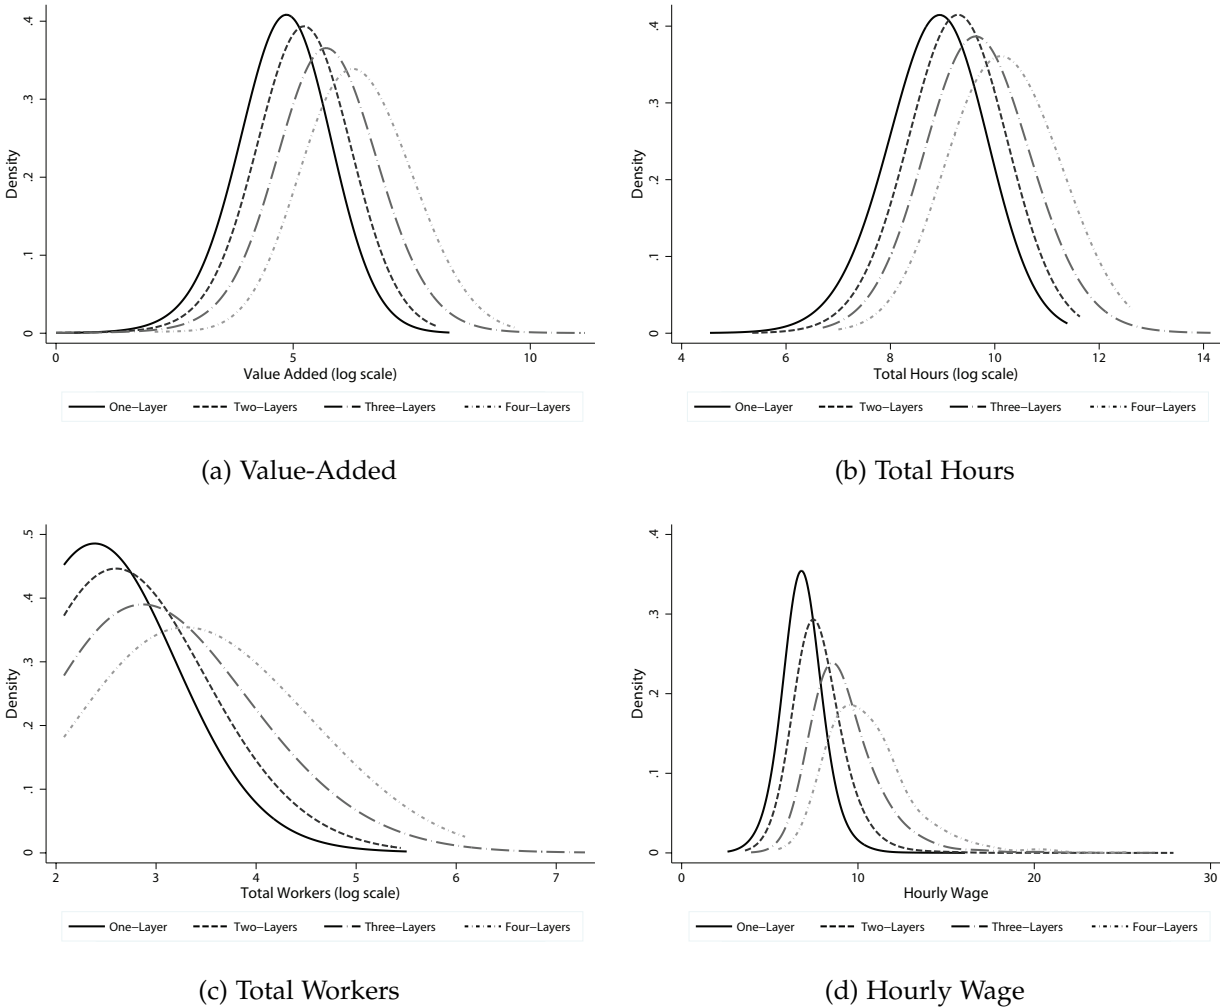 Density
0 .1 .2 .3 .4
0 5 10
Value Added (log scale)
One−Layer Two−Layers Three−Layers Four−Layers
(a) Value-Added
Density
0 .1 .2 .3 .4
4 6 8 10 12 14
Total Hours (log scale)
One−Layer Two−Layers Three−Layers Four−Layers
(b) Total Hours
Density
0 .1 .2 .3 .4 .5
2 3 4 5 6 7
Total Workers (log scale)
One−Layer Two−Layers Three−Layers Four−Layers
(c) Total Workers
Density
0 .1 .2 .3 .4
0 10 20 30
Hourly Wage
One−Layer Two−Layers Three−Layers Four−Layers
(d) Hourly Wage